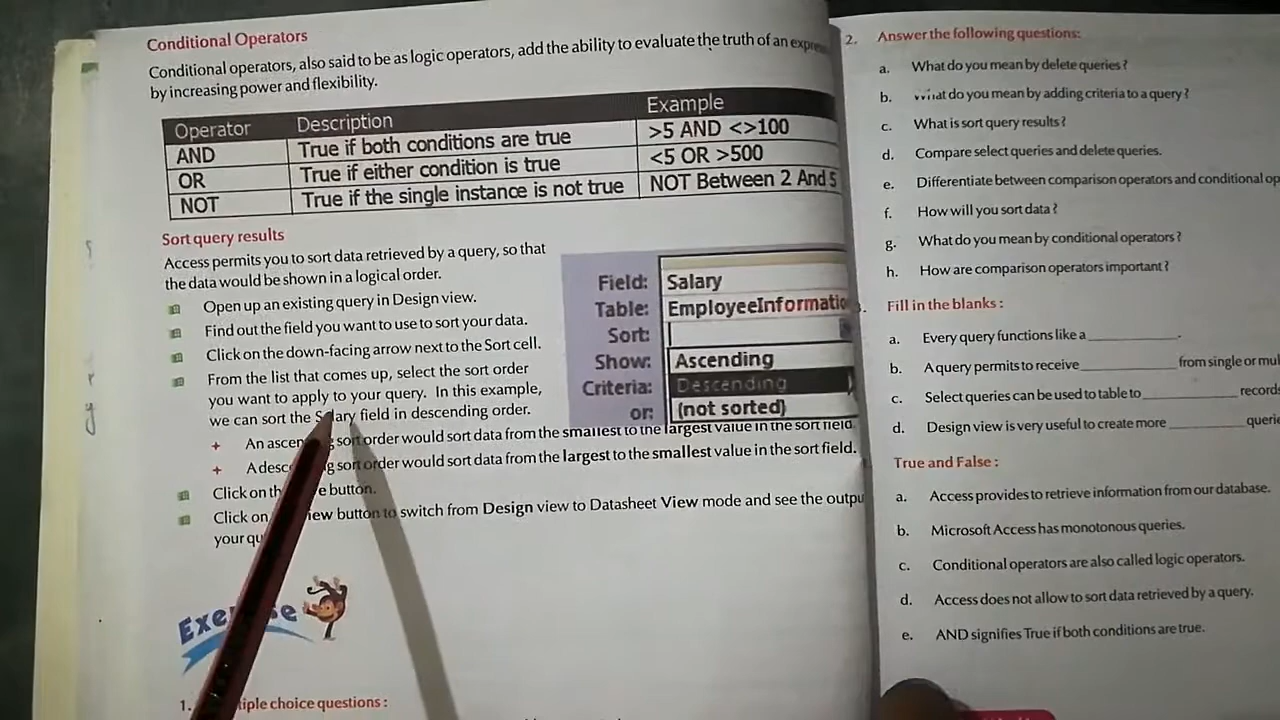 Conditional Operators
Conditional operators, also said to be as logic operators, add the ability to evaluate the truth of an
by increasing power and flexibility.
Operator Description Example
AND True if both conditions are true >5 AND <>100
OR True if either condition is true <5 OR >500
NOT True if the single instance is not true NOT Between 2 And 5
Sort query results
Access permits you to sort data retrieved by a query, so that
the data would be shown in a logical order.
Open up an existing query in Design view.
Find out the field you want to use to sort your data.
Click on the down-facing arrow next to the Sort cell.
From the list that comes up, select the sort order
you want to apply to your query. In this example,
we can sort the Salary field in descending order.
Field: Salary
Table:
Sort:
Show: Ascending
Criteria: Descending
or: (not sorted)
+ An sort order would sort data from the smallest to the largest value in the sort field.
+ A sort order would sort data from the largest to the smallest value in the sort field.
Click on button.
Click on button to switch from Design view to Datasheet View mode and see the
your
1. choice questions :
2. Answer the following questions:
a. What do you mean by delete queries ?
b. What do you mean by adding criteria to a query ?
c. What is sort query results ?
d. Compare select queries and delete queries.
e. Differentiate between comparison operators and conditional
f. How will you sort data ?
g. What do you mean by conditional operators ?
h. How are comparison operators important ?
Fill in the blanks :
a. Every query functions like a ____________.
b. A query permits to receive ____________ from single or
c. Select queries can be used to table to ____________
d. Design view is very useful to create more ____________
True and False :
a. Access provides to retrieve information from our database.
b. Microsoft Access has monotonous queries.
c. Conditional operators are also called logic operators.
d. Access does not allow to sort data retrieved by a query.
e. AND signifies True if both conditions are true.